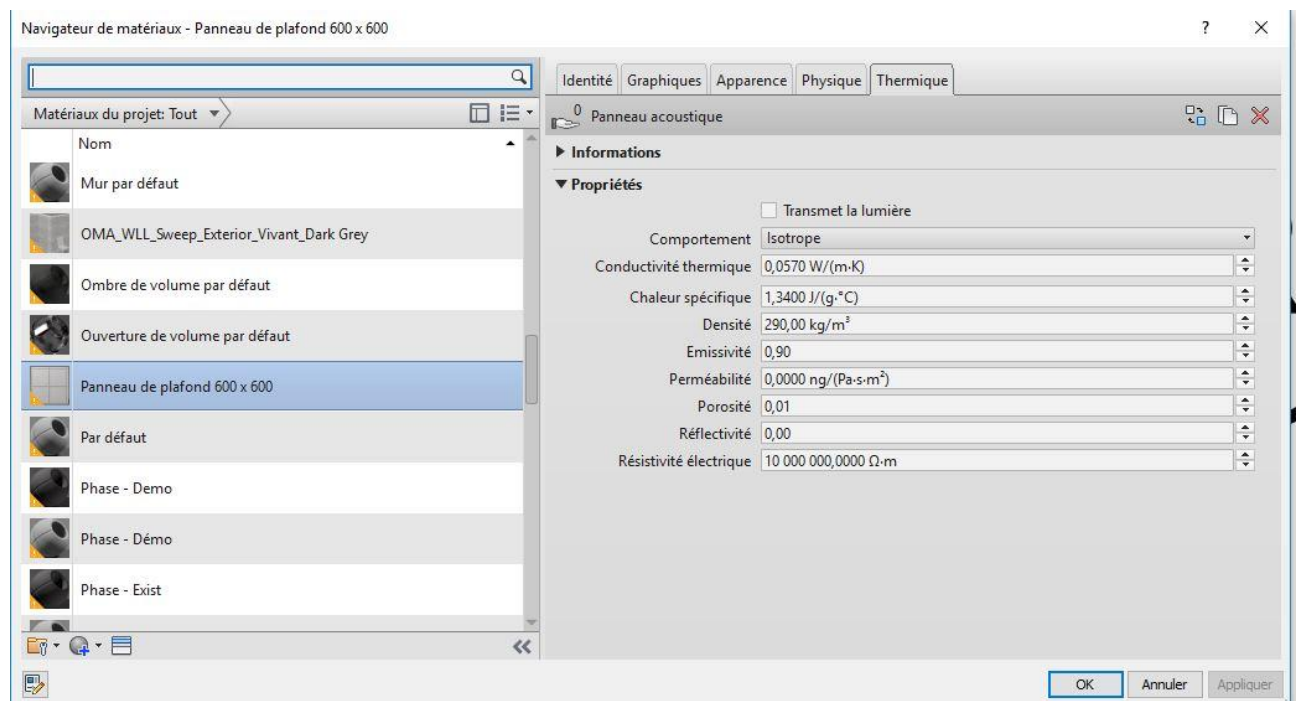 Navigateur de matériaux - Panneau de plafond 600 x 600
?
Matériaux du projet: Tout
Nom
Mur par défaut
OMA_WLL_Sweep_Exterior_Vivant_Dark Grey
Ombre de volume par défaut
Ouverture de volume par défaut
Panneau de plafond 600 x 600
Par défaut
Phase - Demo
Phase - Démo
Phase - Exist
Identité Graphiques Apparence Physique Thermique
0 Panneau acoustique
Informations
Propriétés
Transmet la lumière
Comportement Isotrope
Conductivité thermique 0,0570 W/(m·K)
Chaleur spécifique 1,3400 J/(g·°C)
Densité 290,00 kg/m³
Emissivité 0,90
Perméabilité 0,0000 ng/(Pa·s·m²)
Porosité 0,01
Réflectivité 0,00
Résistivité électrique 10 000 000,0000 Ω·m
OK Annuler Appliquer